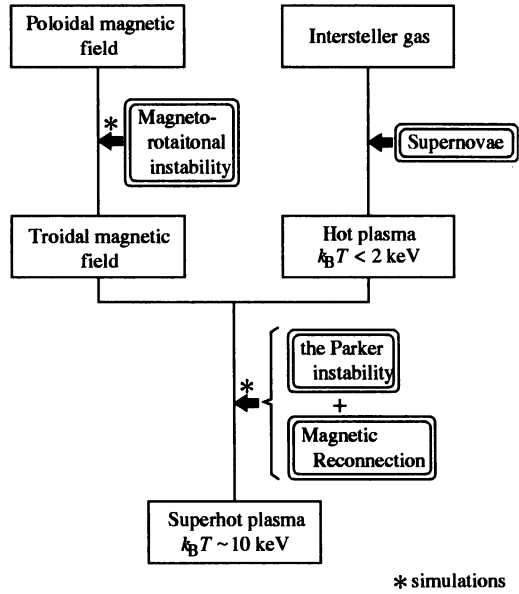 Poloidal magnetic
field
Intersteller gas
*
Magneto-
rotaitonal
instability
Supernovae
Troidal magnetic
field
Hot plasma
kBT < 2 keV
the Parker
instability
*
+
Magnetic
Reconnection
Superhot plasma
kBT ~ 10 keV
* simulations